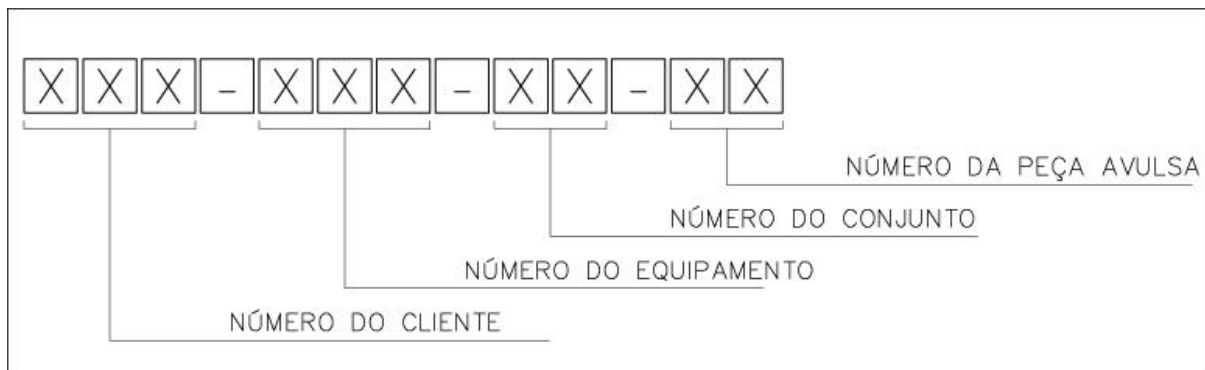 XXX-XXX-XX-XX
NÚMERO DA PEÇA AVULSA
NÚMERO DO CONJUNTO
NÚMERO DO EQUIPAMENTO
NÚMERO DO CLIENTE